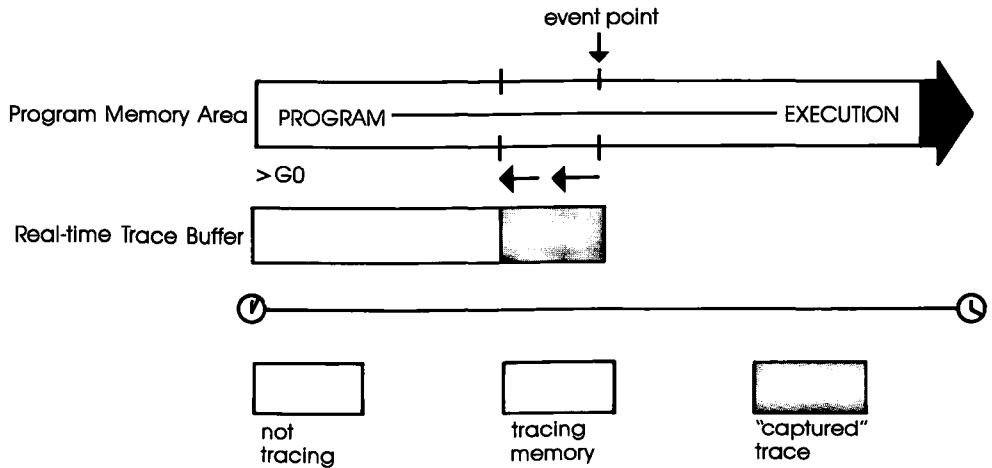 event point
Program Memory Area
PROGRAM
EXECUTION
>G0
Real-time Trace Buffer
not
tracing
tracing
memory
"captured"
trace